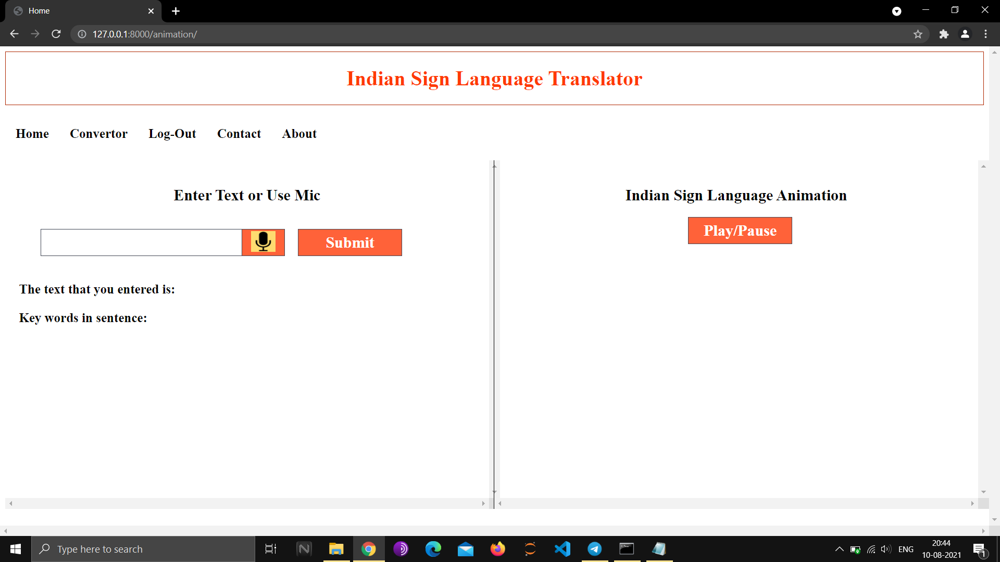 Home
127.0.0.1:8000/animation/
Indian Sign Language Translator
Home Convertor Log-Out Contact About
Enter Text or Use Mic
Submit
The text that you entered is:
Key words in sentence:
Indian Sign Language Animation
Play/Pause
Type here to search
N
ENG
20:44
10-08-2021
1